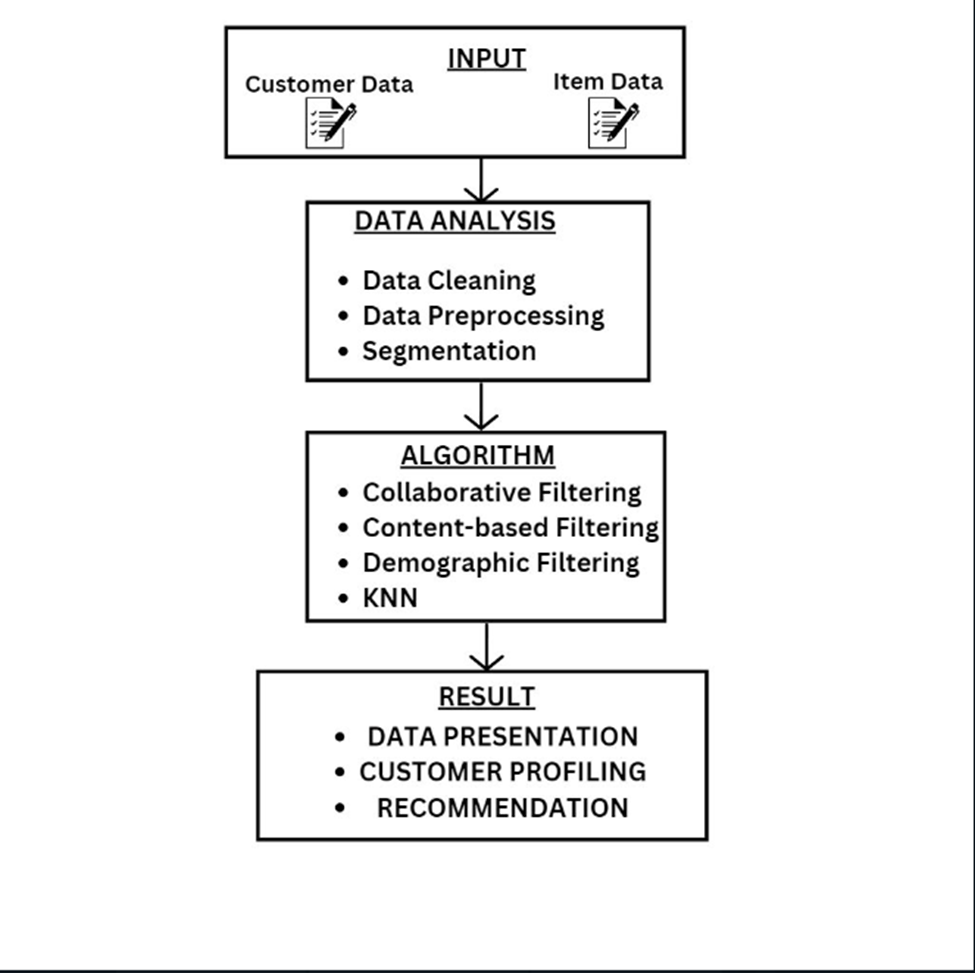 INPUT
Customer Data
Item Data
DATA ANALYSIS
• Data Cleaning
• Data Preprocessing
• Segmentation
ALGORITHM
• Collaborative Filtering
• Content-based Filtering
• Demographic Filtering
• KNN
RESULT
• DATA PRESENTATION
• CUSTOMER PROFILING
• RECOMMENDATION